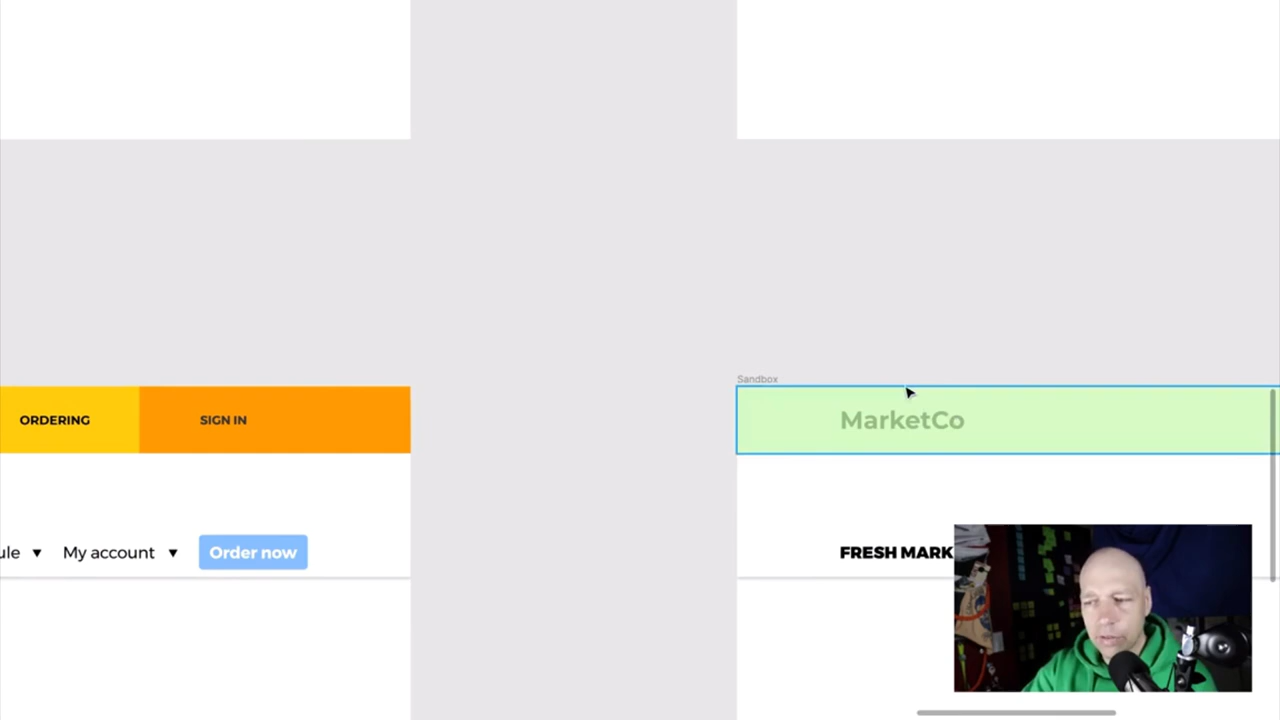 Sandbox
ORDERING SIGN IN MarketCo
ule ▼ My account ▼ Order now FRESH MARK